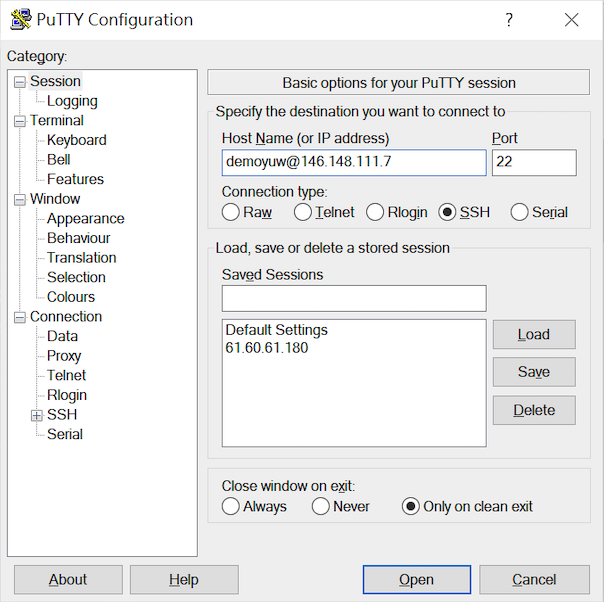 PuTTY Configuration
?
Category:
Session
Logging
Terminal
Keyboard
Bell
Features
Window
Appearance
Behaviour
Translation
Selection
Colours
Connection
Data
Proxy
Telnet
Rlogin
SSH
Serial
Basic options for your PuTTY session
Specify the destination you want to connect to
Host Name (or IP address) Port
demoyuw@146.148.111.7 22
Connection type:
Raw Telnet Rlogin SSH Serial
Load, save or delete a stored session
Saved Sessions
Default Settings
61.60.61.180
Load
Save
Delete
Close window on exit:
Always Never Only on clean exit
About Help Open Cancel